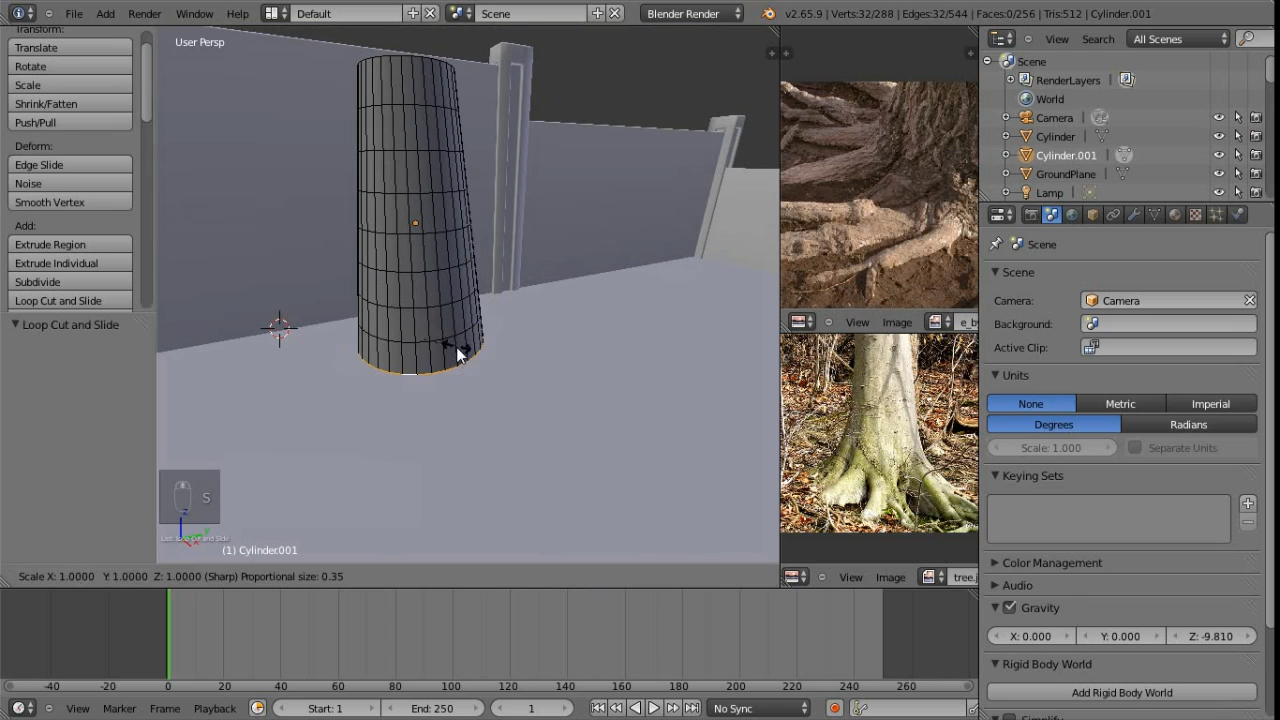 File Add Render Window Help Default Scene Blender Render v2.65.9 | Verts:32/288 | Edges:32/544 | Faces:0/256 | Tris:512 | Cylinder.001
Transform:
Translate
Rotate
Scale
Shrink/Fatten
Push/Pull
Deform:
Edge Slide
Noise
Smooth Vertex
Add:
Extrude Region
Extrude Individual
Subdivide
Loop Cut and Slide
Loop Cut and Slide
User Persp
S
z
y
(1) Cylinder.001
Scale X: 1.0000 Y: 1.0000 Z: 1.0000 (Sharp) Proportional size: 0.35
View Image
View Image tree.j
View Search All Scenes
Scene
RenderLayers
World
Camera
Cylinder
Cylinder.001
GroundPlane
Lamp
Scene
Scene
Camera: Camera
Background:
Active Clip:
Units
None Metric Imperial
Degrees Radians
Scale: 1.000 Separate Units
Keying Sets
Color Management
Audio
Gravity
X: 0.000 Y: 0.000 Z: -9.810
Rigid Body World
Add Rigid Body World
Simplify
-40 -20 0 20 40 60 80 100 120 140 160 180 200 220 240 260
View Marker Frame Playback Start: 1 End: 250 1 No Sync